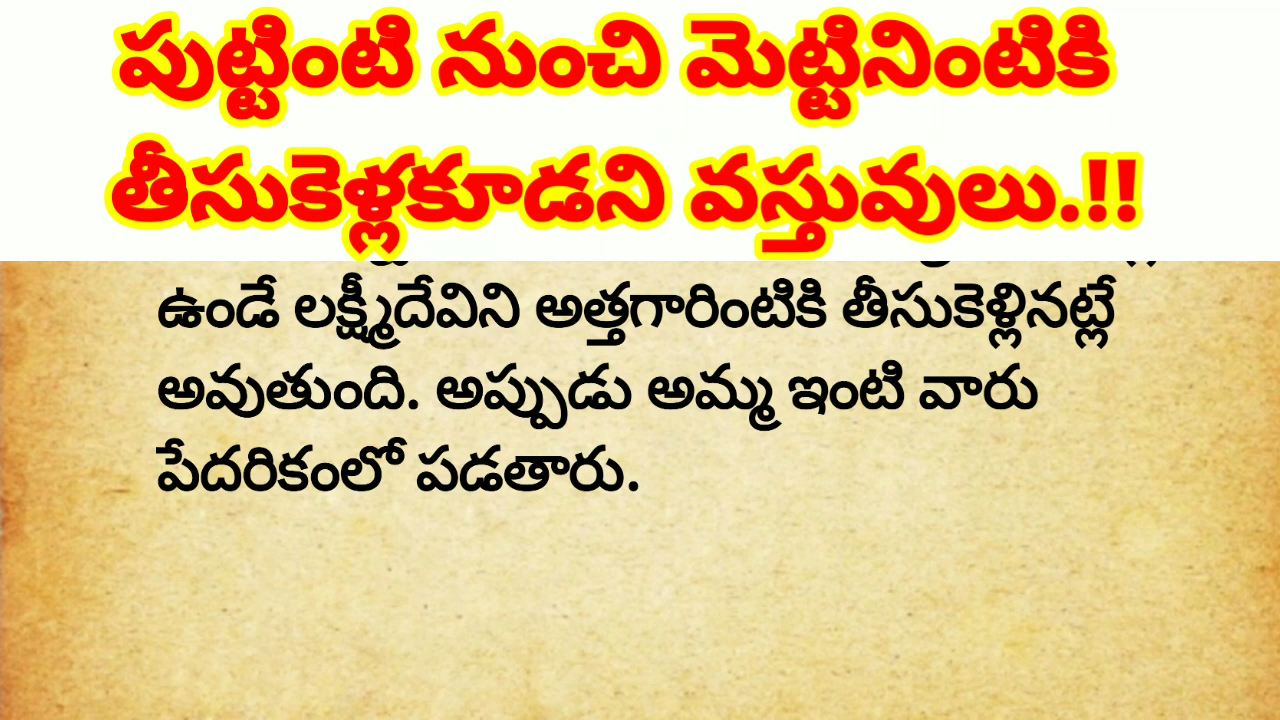 పుట్టింటి నుంచి మెట్టినింటికి
తీసుకెళ్లకూడని వస్తువులు.!!
ఉండే లక్ష్మీదేవిని అత్తగారింటికి తీసుకెళ్లినట్లే
అవుతుంది. అప్పుడు అమ్మ ఇంటి వారు
పేదరికంలో పడతారు.